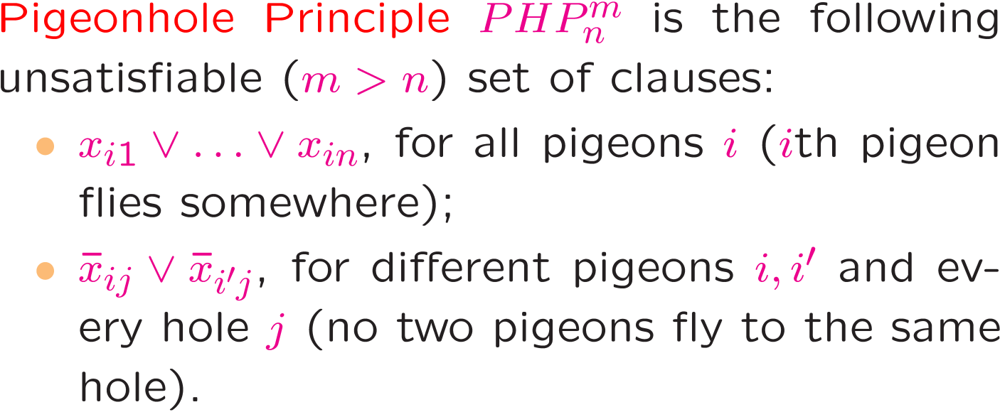 Pigeonhole Principle $PHP^m_n$ is the following
unsatisfiable ($m > n$) set of clauses:
• $x_{i1} \vee \ldots \vee x_{in}$, for all pigeons $i$ ($i$th pigeon
flies somewhere);
• $\bar{x}_{ij} \vee \bar{x}_{i'j}$, for different pigeons $i, i'$ and ev-
ery hole $j$ (no two pigeons fly to the same
hole).